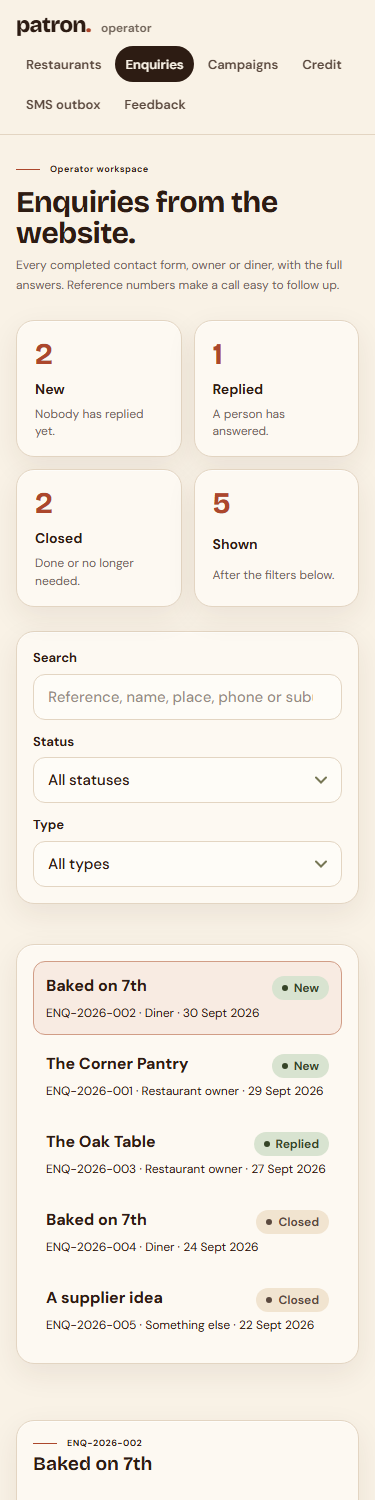 patron. operator
Restaurants Enquiries Campaigns Credit
SMS outbox Feedback
Operator workspace
Enquiries from the
website.
Every completed contact form, owner or diner, with the full
answers. Reference numbers make a call easy to follow up.
2
New
Nobody has replied
yet.
1
Replied
A person has
answered.
2
Closed
Done or no longer
needed.
5
Shown
After the filters below.
Search
Reference, name, place, phone or sub
Status
All statuses
Type
All types
Baked on 7th New
ENQ-2026-002 · Diner · 30 Sept 2026
The Corner Pantry New
ENQ-2026-001 · Restaurant owner · 29 Sept 2026
The Oak Table Replied
ENQ-2026-003 · Restaurant owner · 27 Sept 2026
Baked on 7th Closed
ENQ-2026-004 · Diner · 24 Sept 2026
A supplier idea Closed
ENQ-2026-005 · Something else · 22 Sept 2026
ENQ-2026-002
Baked on 7th